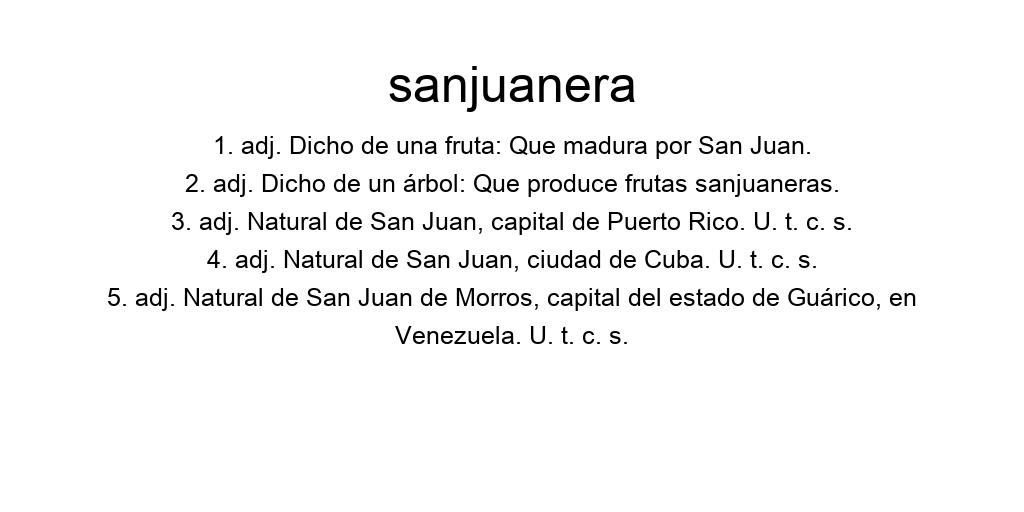 sanjuanera
1. adj. Dicho de una fruta: Que madura por San Juan.
2. adj. Dicho de un árbol: Que produce frutas sanjuaneras.
3. adj. Natural de San Juan, capital de Puerto Rico. U. t. c. s.
4. adj. Natural de San Juan, ciudad de Cuba. U. t. c. s.
5. adj. Natural de San Juan de Morros, capital del estado de Guárico, en
Venezuela. U. t. c. s.